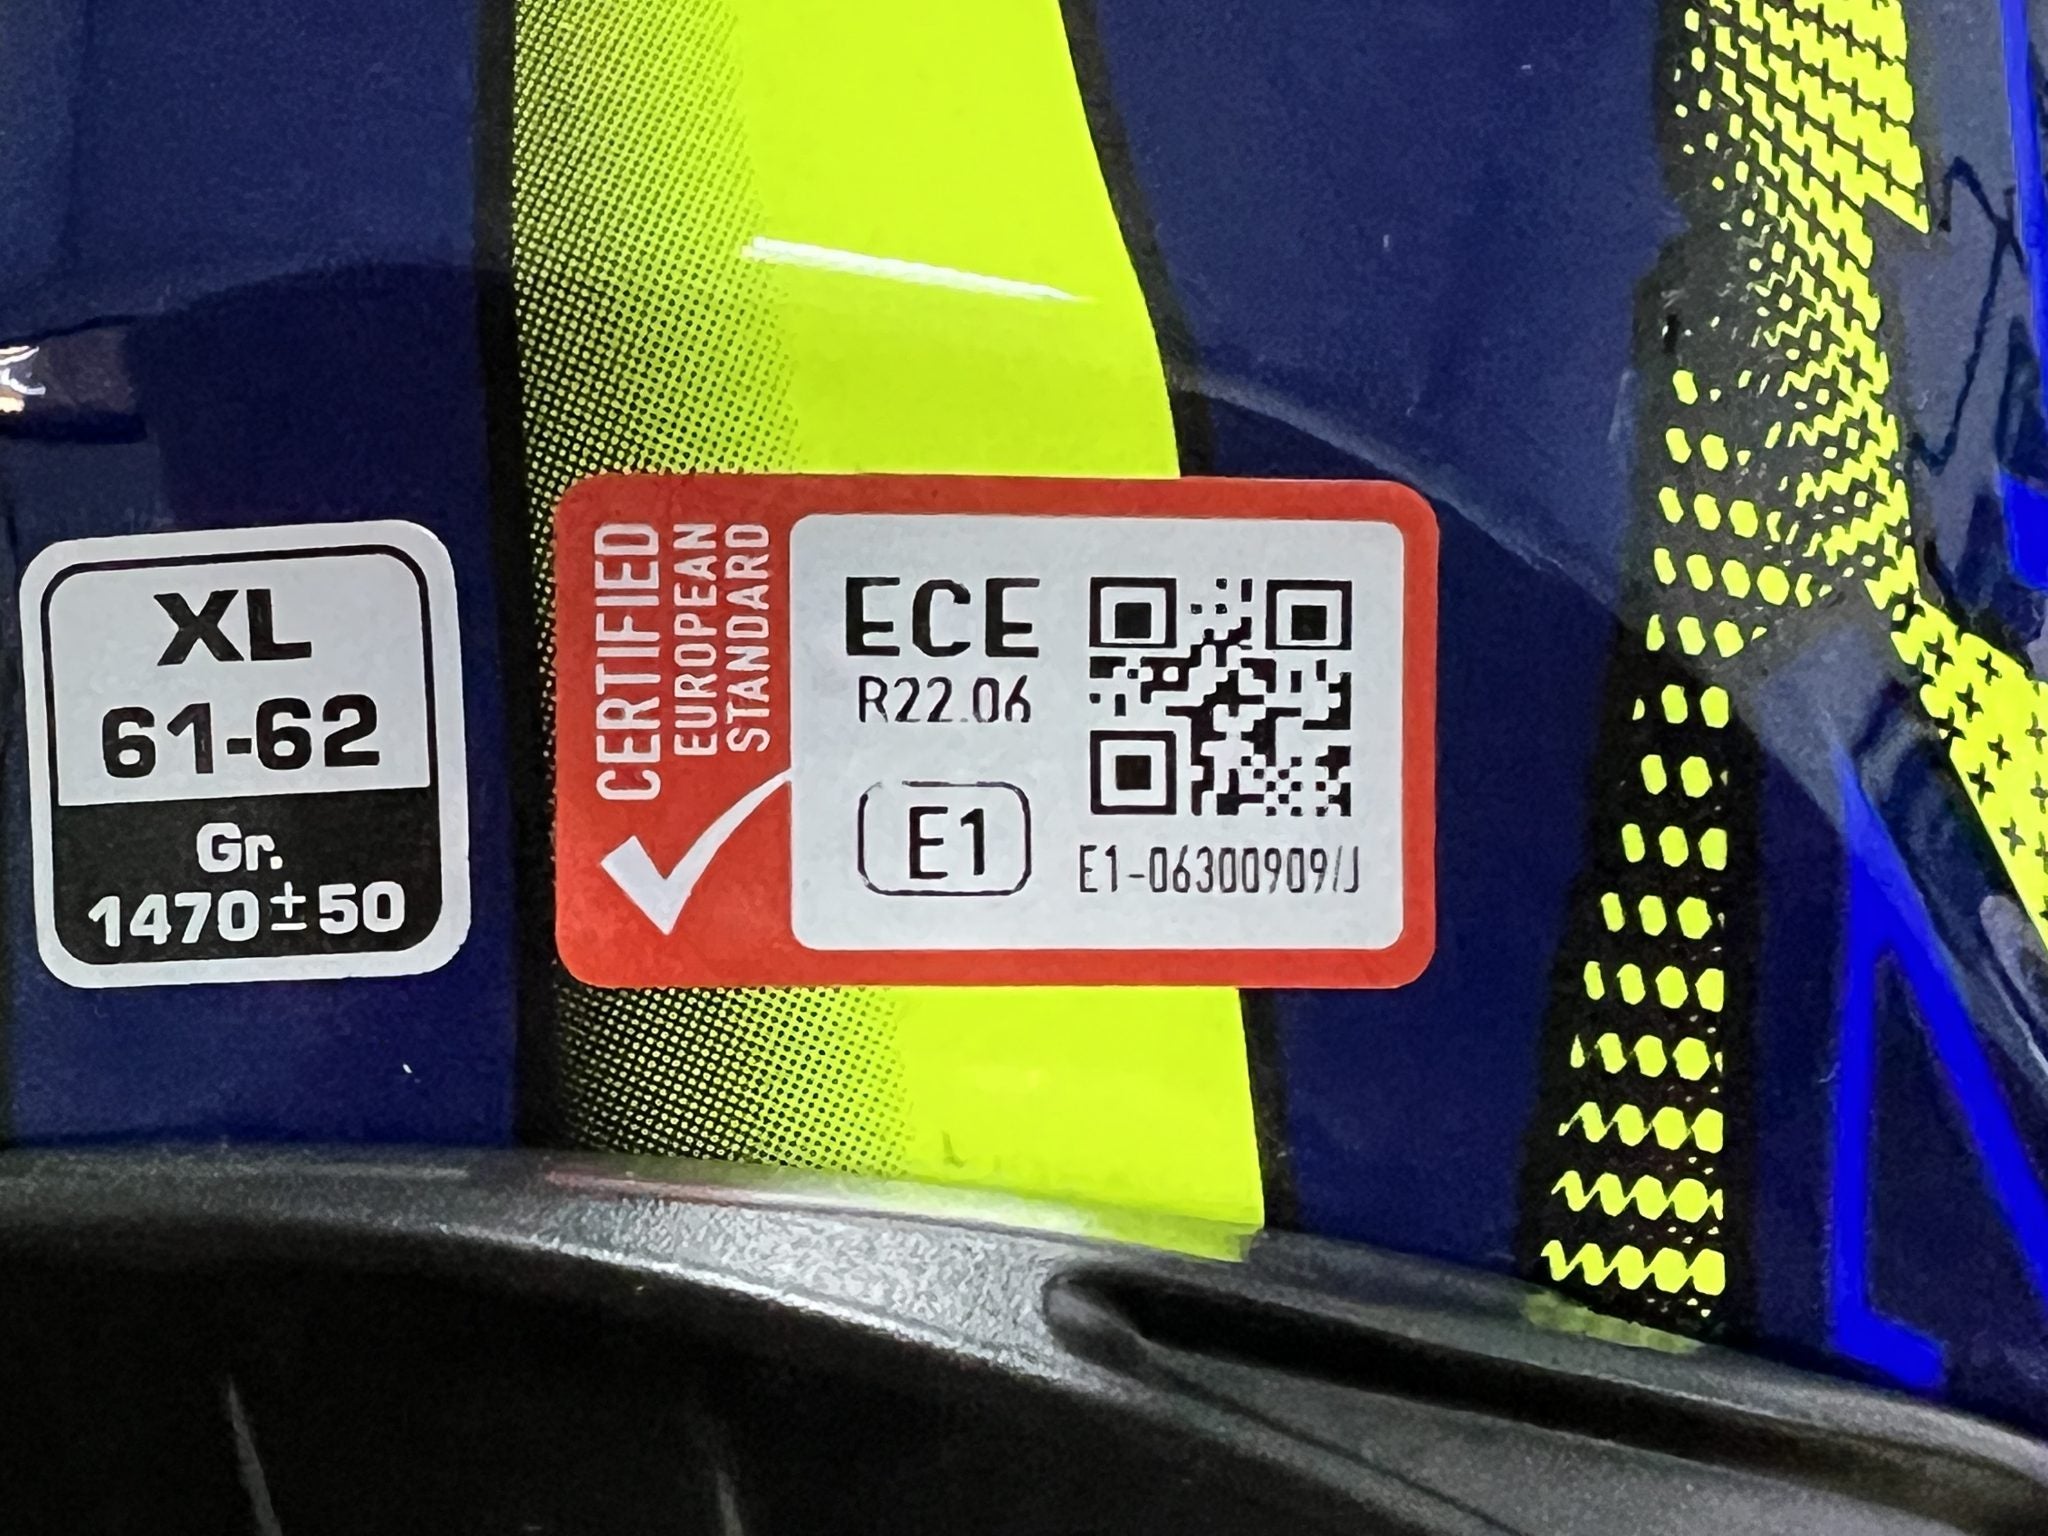 XL
61-62
Gr.
1470±50
CERTIFIED
EUROPEAN
STANDARD
ECE
R22.06
E1
E1-06300909/J